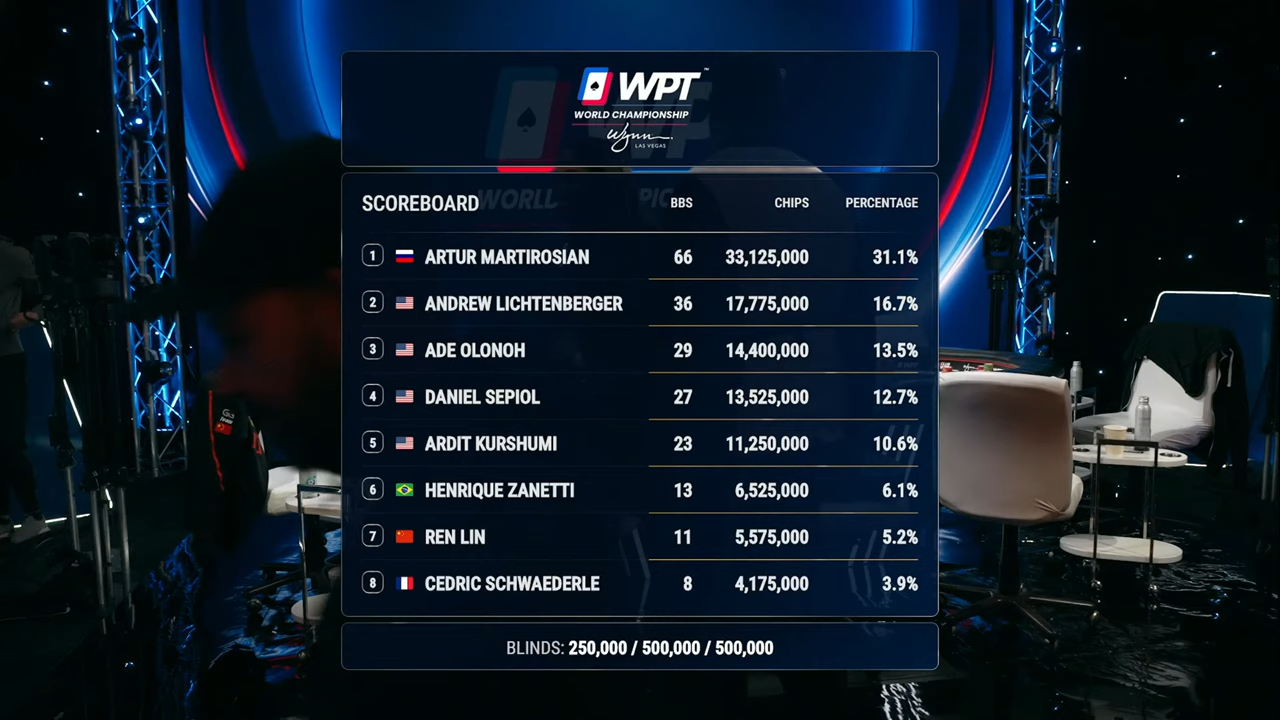 WPT™
WORLD CHAMPIONSHIP
Wynn
LAS VEGAS
SCOREBOARD BBS CHIPS PERCENTAGE
1 ARTUR MARTIROSIAN 66 33,125,000 31.1%
2 ANDREW LICHTENBERGER 36 17,775,000 16.7%
3 ADE OLONOH 29 14,400,000 13.5%
4 DANIEL SEPIOL 27 13,525,000 12.7%
5 ARDIT KURSHUMI 23 11,250,000 10.6%
6 HENRIQUE ZANETTI 13 6,525,000 6.1%
7 REN LIN 11 5,575,000 5.2%
8 CEDRIC SCHWAEDERLE 8 4,175,000 3.9%
BLINDS: 250,000 / 500,000 / 500,000